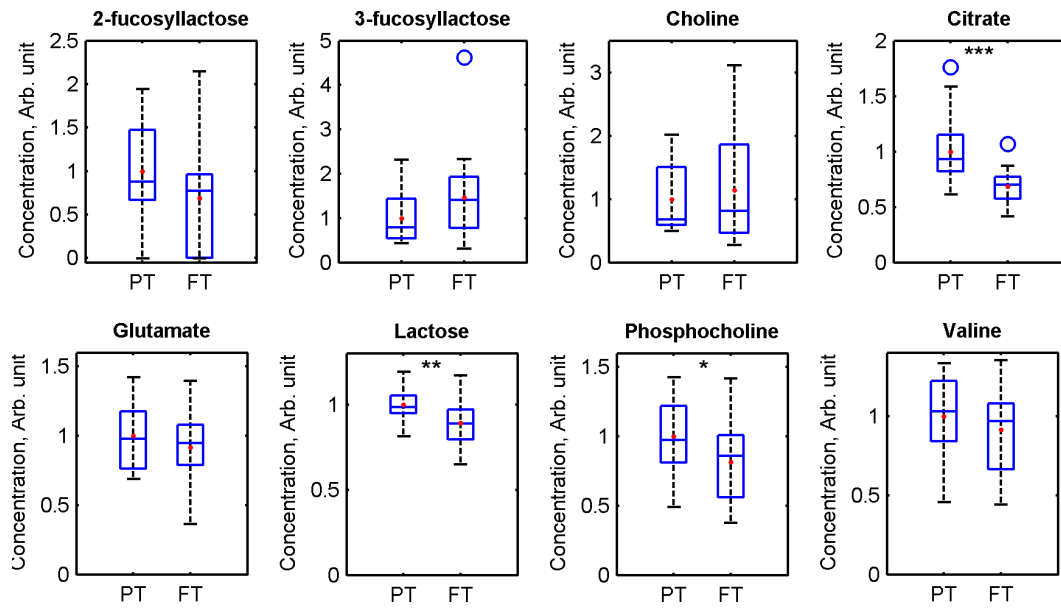 2-fucosyllactose
3-fucosyllactose
Choline
Citrate
Concentration, Arb. unit
2.5
2
1.5
1
0.5
0
PT
FT
Concentration, Arb. unit
5
4
3
2
1
0
PT
FT
Concentration, Arb. unit
3
2
1
0
PT
FT
Concentration, Arb. unit
2
1.5
1
0.5
0
***
PT
FT
Glutamate
Lactose
Phosphocholine
Valine
Concentration, Arb. unit
1.5
1
0.5
0
PT
FT
Concentration, Arb. unit
1
0.5
0
**
PT
FT
Concentration, Arb. unit
1.5
1
0.5
0
*
PT
FT
Concentration, Arb. unit
1
0.5
0
PT
FT